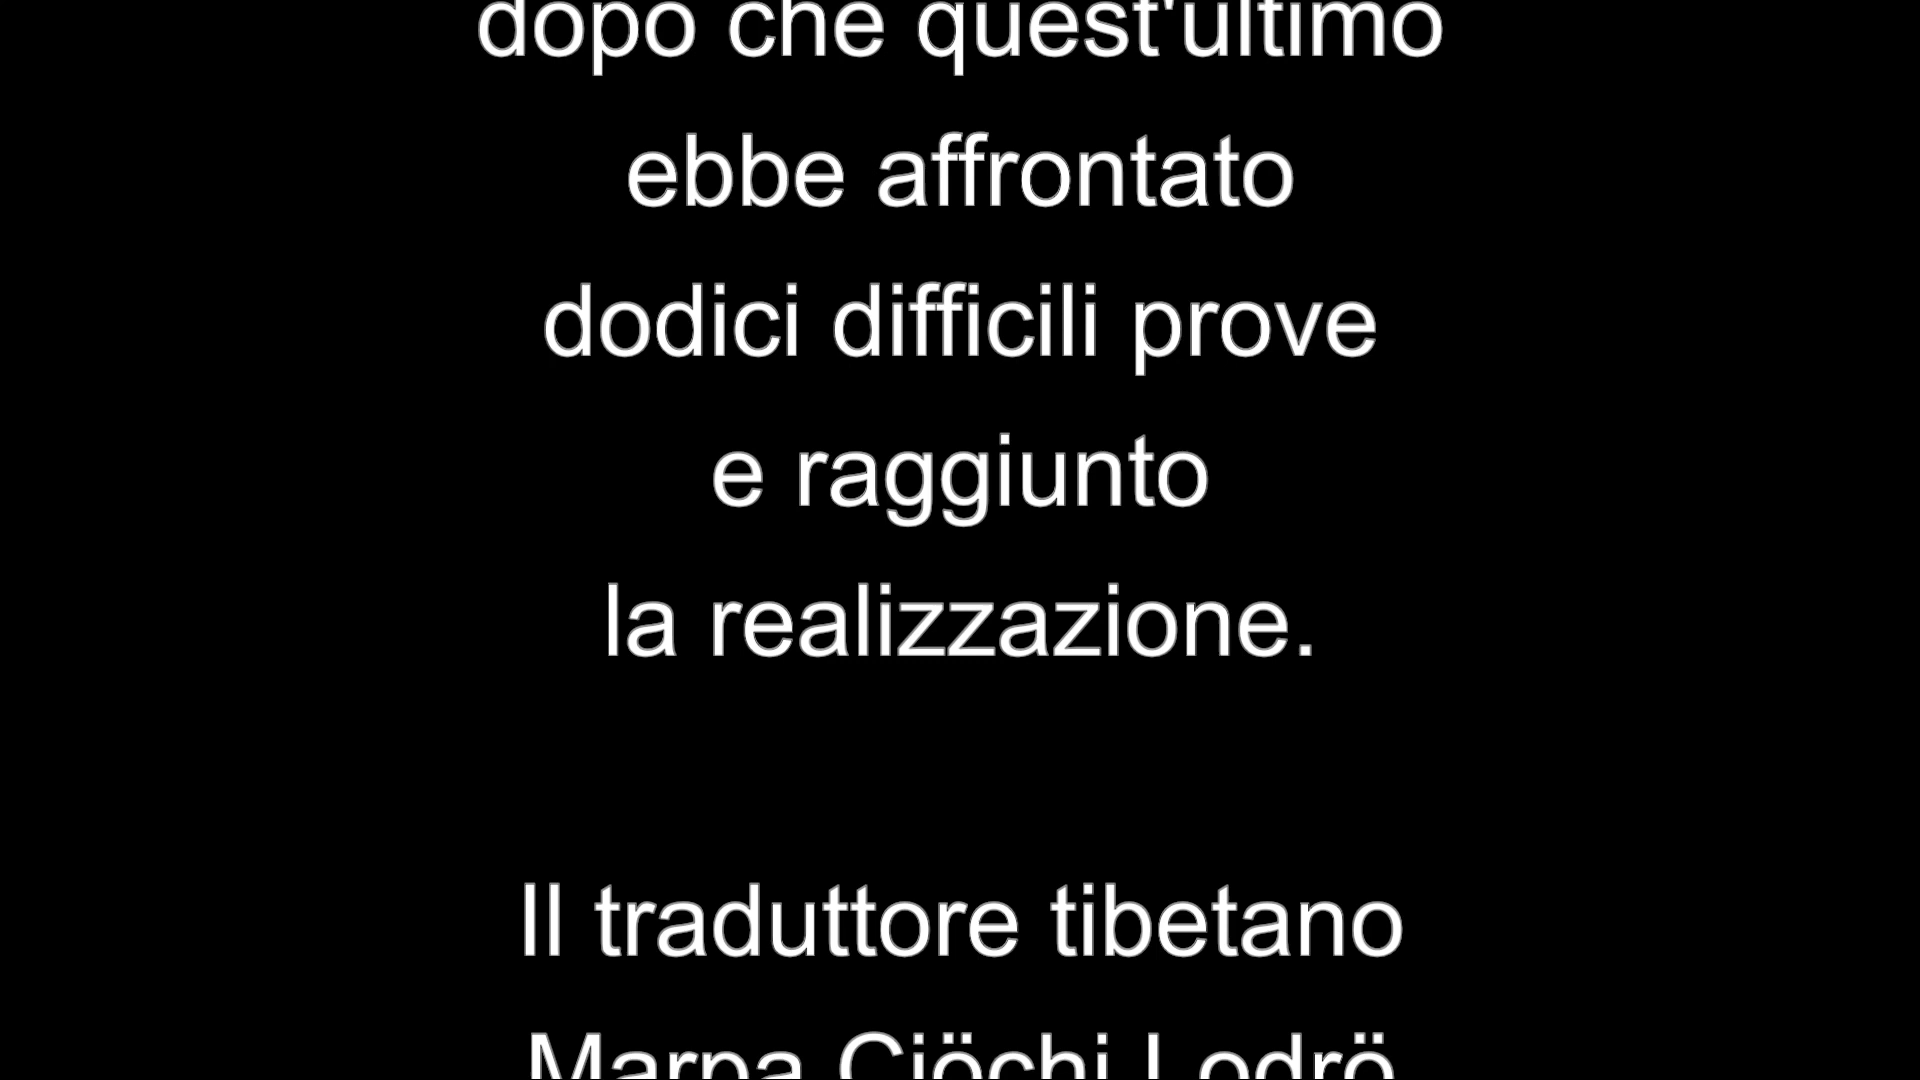 dopo che quest'ultimo
ebbe affrontato
dodici difficili prove
e raggiunto
la realizzazione.
Il traduttore tibetano
Marpa Ciöchi Lodrö